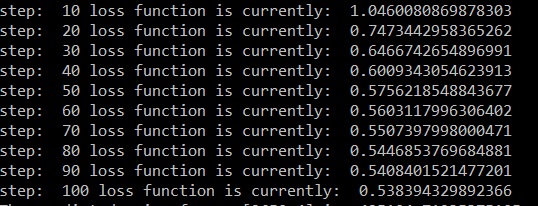 step:  10 loss function is currently:  1.0460080869878303
step:  20 loss function is currently:  0.7473442958365262
step:  30 loss function is currently:  0.6466742654896991
step:  40 loss function is currently:  0.6009343054623913
step:  50 loss function is currently:  0.5756218548843677
step:  60 loss function is currently:  0.5603117996306402
step:  70 loss function is currently:  0.5507397998000471
step:  80 loss function is currently:  0.5446853769684881
step:  90 loss function is currently:  0.5408401521477201
step:  100 loss function is currently:  0.538394329892366